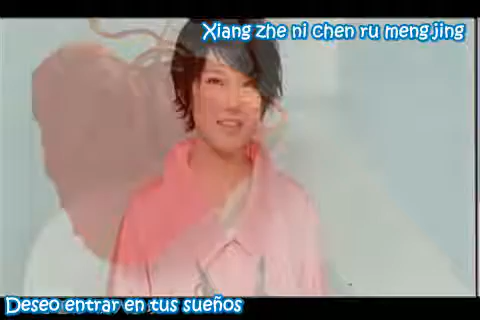 Xiang zhe ni chen ru meng jing
Deseo entrar en tus sueños